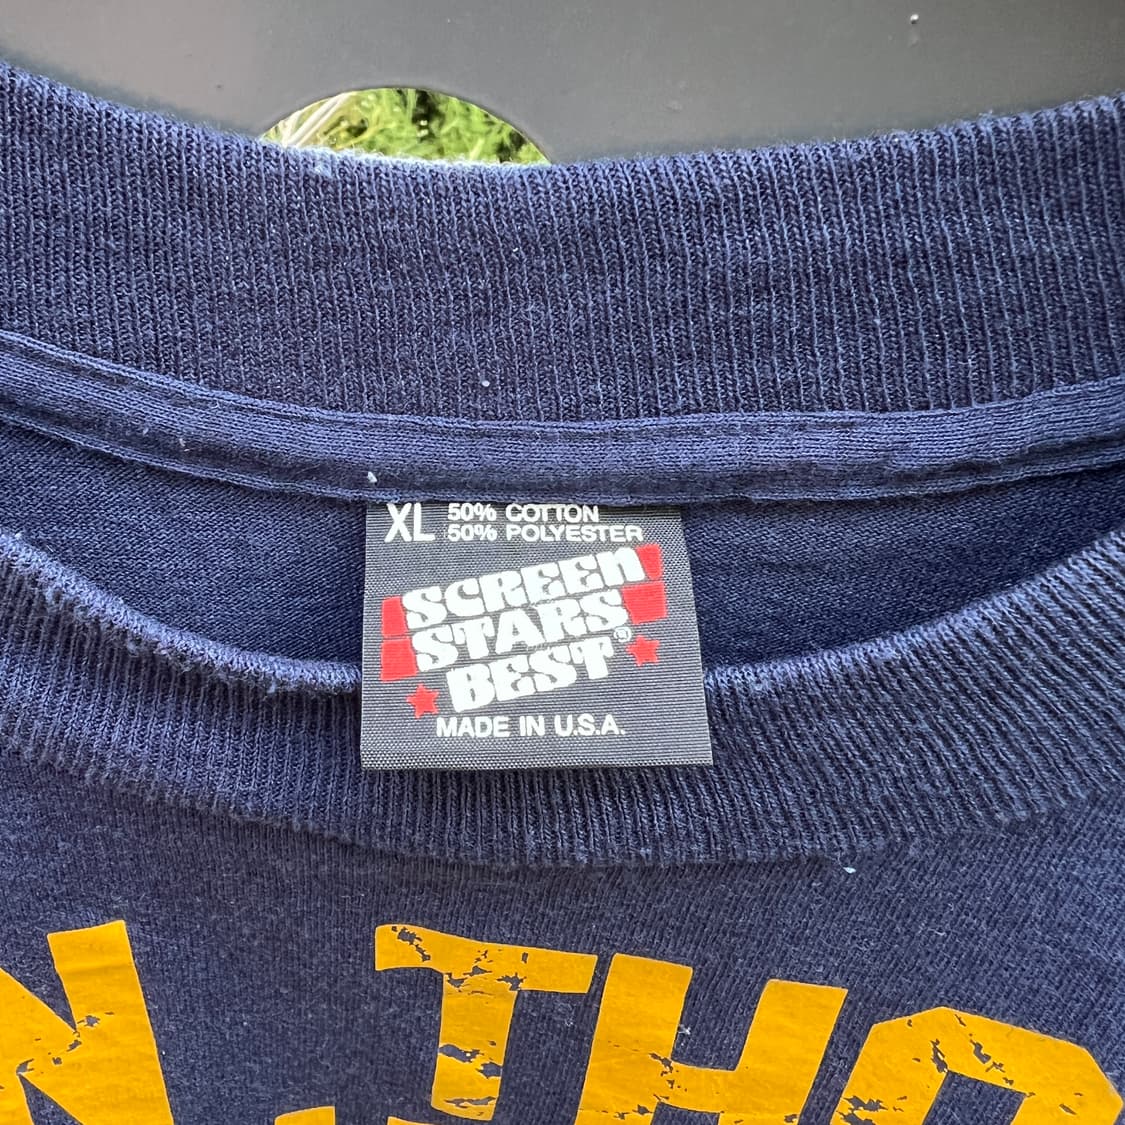 XL 50% COTTON
50% POLYESTER
SCREEN
STARS
BEST®
MADE IN U.S.A.